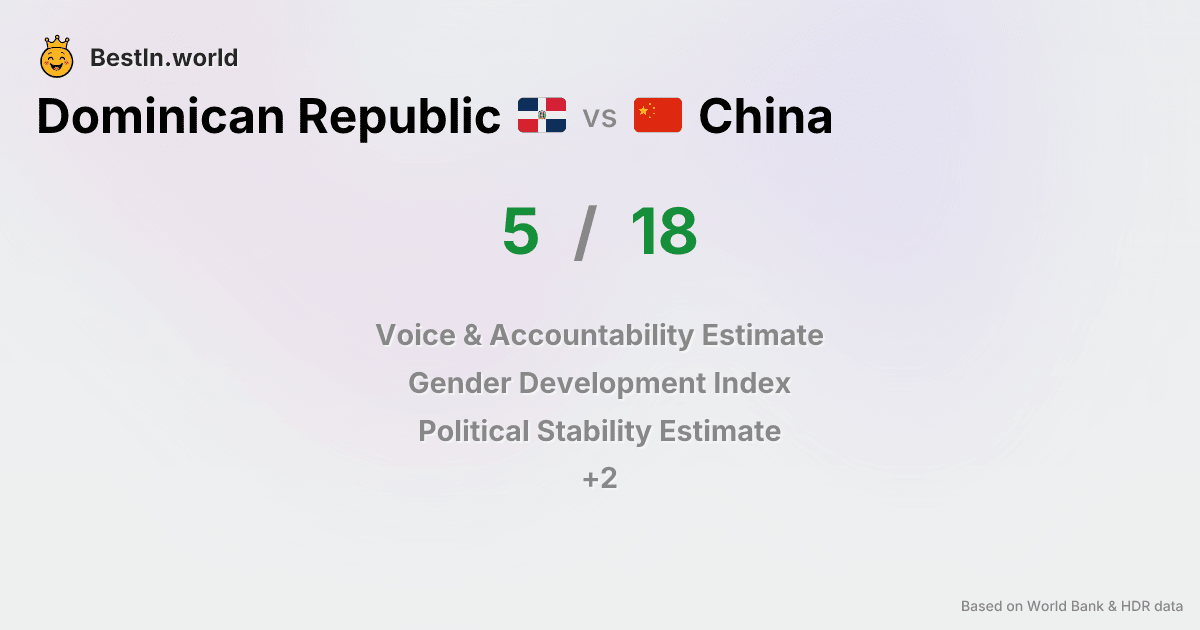 BestIn.world
Dominican Republic vs China
5 / 18
Voice & Accountability Estimate
Gender Development Index
Political Stability Estimate
+2
Based on World Bank & HDR data